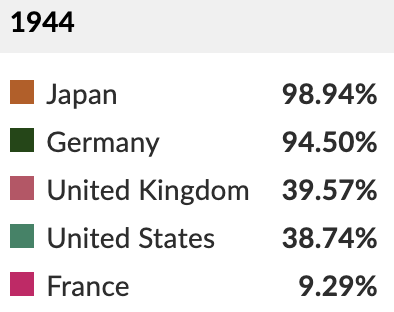 1944
Japan 98.94%
Germany 94.50%
United Kingdom 39.57%
United States 38.74%
France 9.29%